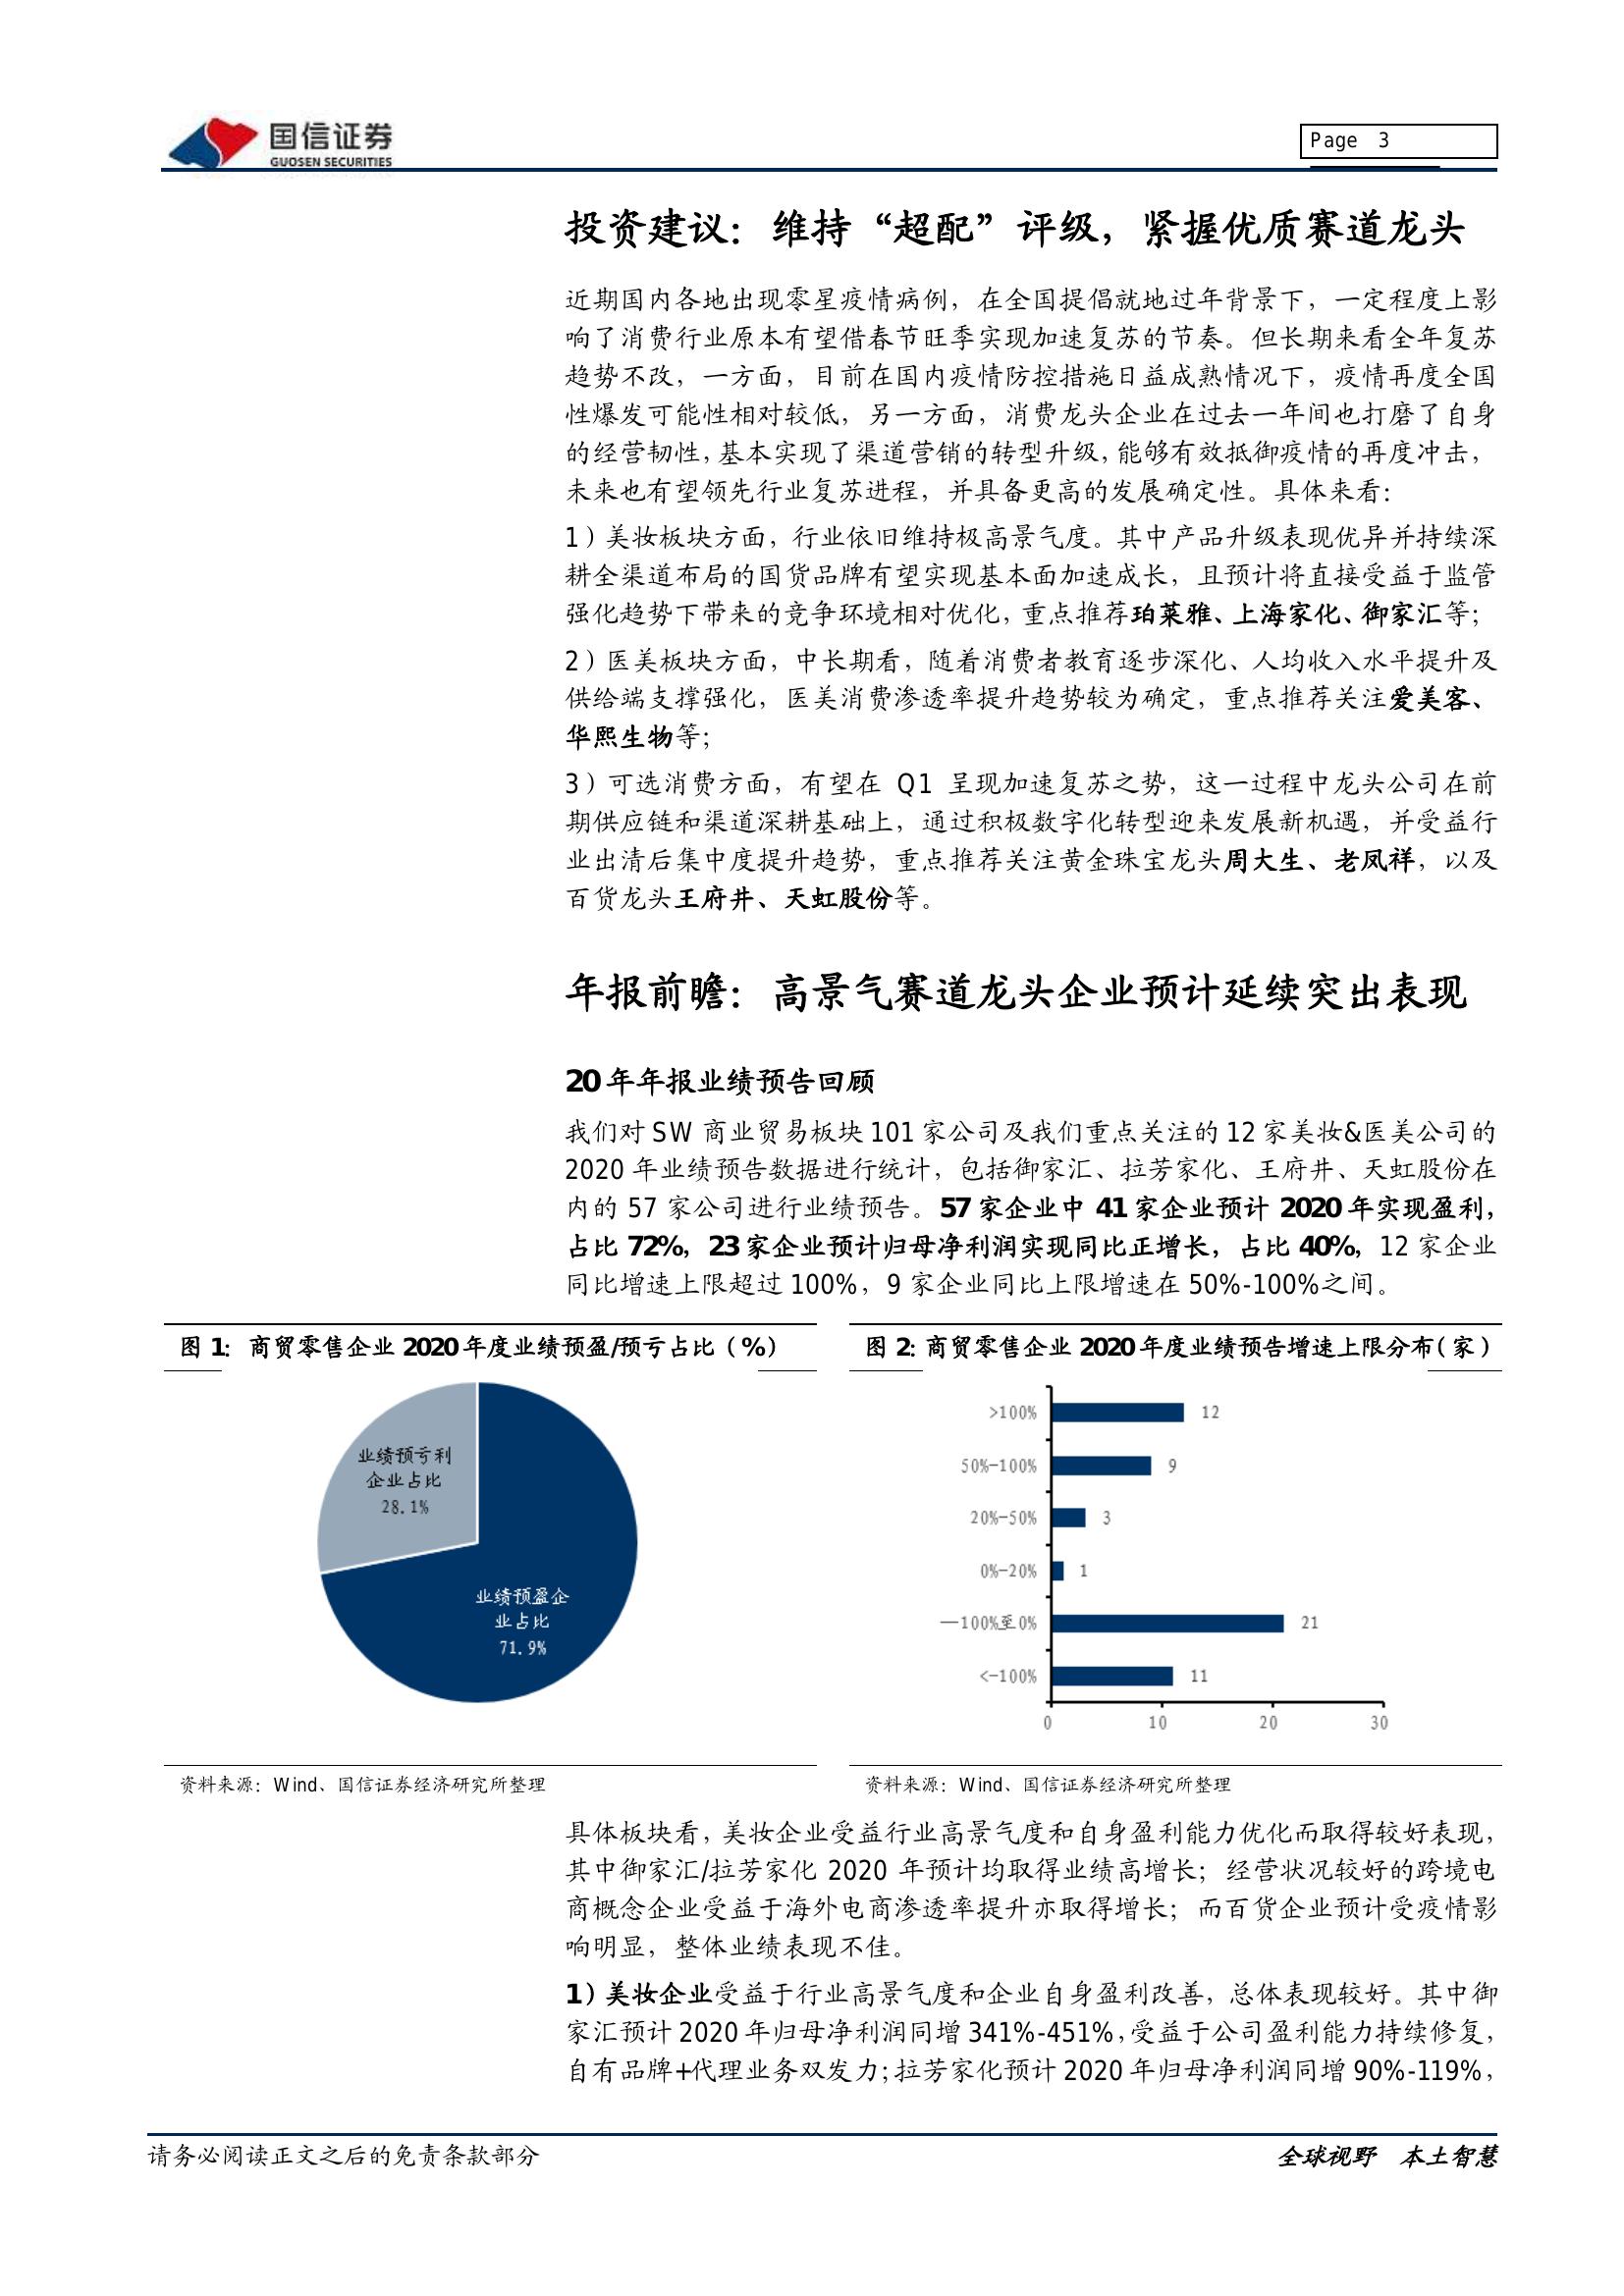 国信证券
GUOSEN SECURITIES
Page 3
投资建议：维持“超配”评级，紧握优质赛道龙头
近期国内各地出现零星疫情病例，在全国提倡就地过年背景下，一定程度上影
响了消费行业原本有望借春节旺季实现加速复苏的节奏。但长期来看全年复苏
趋势不改，一方面，目前在国内疫情防控措施日益成熟情况下，疫情再度全国
性爆发可能性相对较低，另一方面，消费龙头企业在过去一年间也打磨了自身
的经营韧性，基本实现了渠道营销的转型升级，能够有效抵御疫情的再度冲击，
未来也有望领先行业复苏进程，并具备更高的发展确定性。具体来看：
1）美妆板块方面，行业依旧维持极高景气度。其中产品升级表现优异并持续深
耕全渠道布局的国货品牌有望实现基本面加速成长，且预计将直接受益于监管
强化趋势下带来的竞争环境相对优化，重点推荐珀莱雅、上海家化、御家汇等；
2）医美板块方面，中长期看，随着消费者教育逐步深化、人均收入水平提升及
供给端支撑强化，医美消费渗透率提升趋势较为确定，重点推荐关注爱美客、
华熙生物等；
3）可选消费方面，有望在 Q1 呈现加速复苏之势，这一过程中龙头公司在前
期供应链和渠道深耕基础上，通过积极数字化转型迎来发展新机遇，并受益行
业出清后集中度提升趋势，重点推荐关注黄金珠宝龙头周大生、老凤祥，以及
百货龙头王府井、天虹股份等。
年报前瞻：高景气赛道龙头企业预计延续突出表现
20 年年报业绩预告回顾
我们对 SW 商业贸易板块 101 家公司及我们重点关注的 12 家美妆&医美公司的
2020 年业绩预告数据进行统计，包括御家汇、拉芳家化、王府井、天虹股份在
内的 57 家公司进行业绩预告。57 家企业中 41 家企业预计 2020 年实现盈利，
占比 72%，23 家企业预计归母净利润实现同比正增长，占比 40%，12 家企业
同比增速上限超过 100%，9 家企业同比上限增速在 50%-100%之间。
图 1：商贸零售企业 2020 年度业绩预盈/预亏占比（%）
业绩预亏利
企业占比
28.1%
业绩预盈企
业占比
71.9%
资料来源：Wind、国信证券经济研究所整理
图 2：商贸零售企业 2020 年度业绩预告增速上限分布（家）
>100% 12
50%-100% 9
20%-50% 3
0%-20% 1
—100%至0% 21
<-100% 11
0 10 20 30
资料来源：Wind、国信证券经济研究所整理
具体板块看，美妆企业受益行业高景气度和自身盈利能力优化而取得较好表现，
其中御家汇/拉芳家化 2020 年预计均取得业绩高增长；经营状况较好的跨境电
商概念企业受益于海外电商渗透率提升亦取得增长；而百货企业预计受疫情影
响明显，整体业绩表现不佳。
1）美妆企业受益于行业高景气度和企业自身盈利改善，总体表现较好。其中御
家汇预计 2020 年归母净利润同增 341%-451%，受益于公司盈利能力持续修复，
自有品牌+代理业务双发力；拉芳家化预计 2020 年归母净利润同增 90%-119%，
请务必阅读正文之后的免责条款部分
全球视野 本土智慧